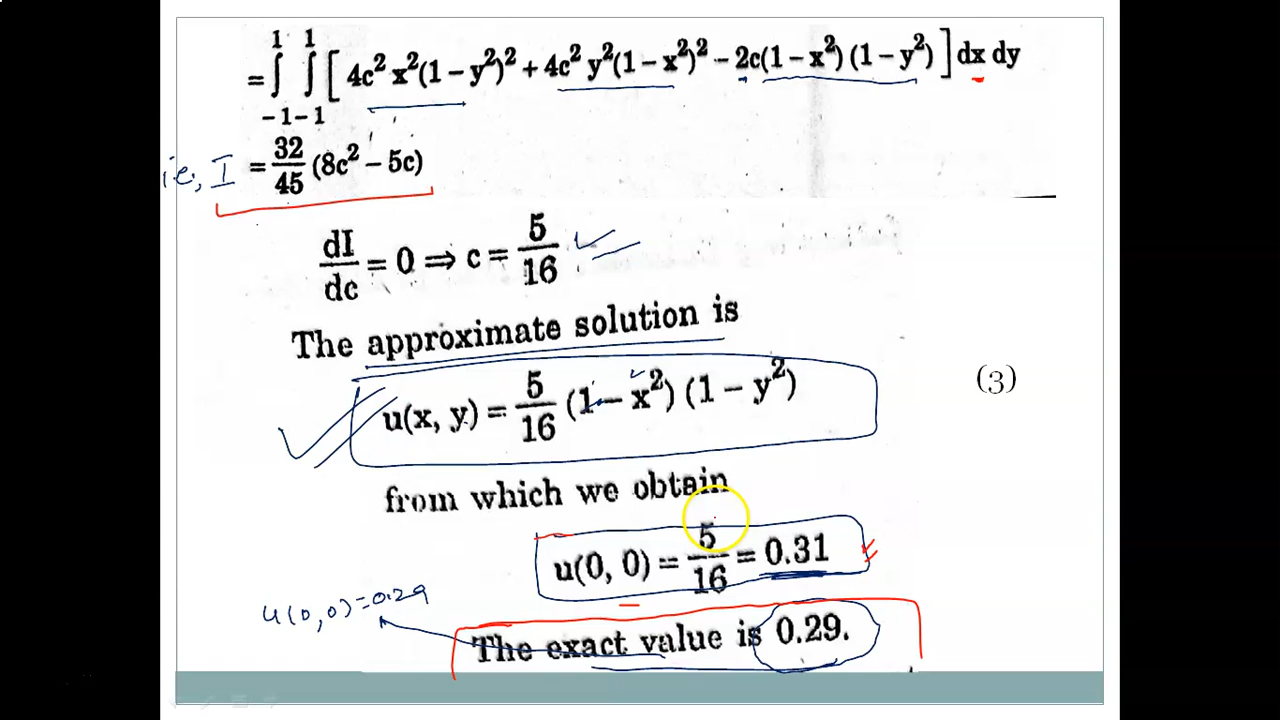 1 1
= ∫ ∫ [ 4c² x²(1 – y²)² + 4c² y²(1 – x²)² – 2c(1 – x²) (1 – y²) ] dx dy
–1–1
ie, I = 32/45 (8c² – 5c)
dI/dc = 0 ⇒ c = 5/16
The approximate solution is
u(x, y) = 5/16 (1 – x²) (1 – y²)
(3)
from which we obtain
u(0, 0) = 5/16 = 0.31
u(0,0)=0.29
The exact value is 0.29.